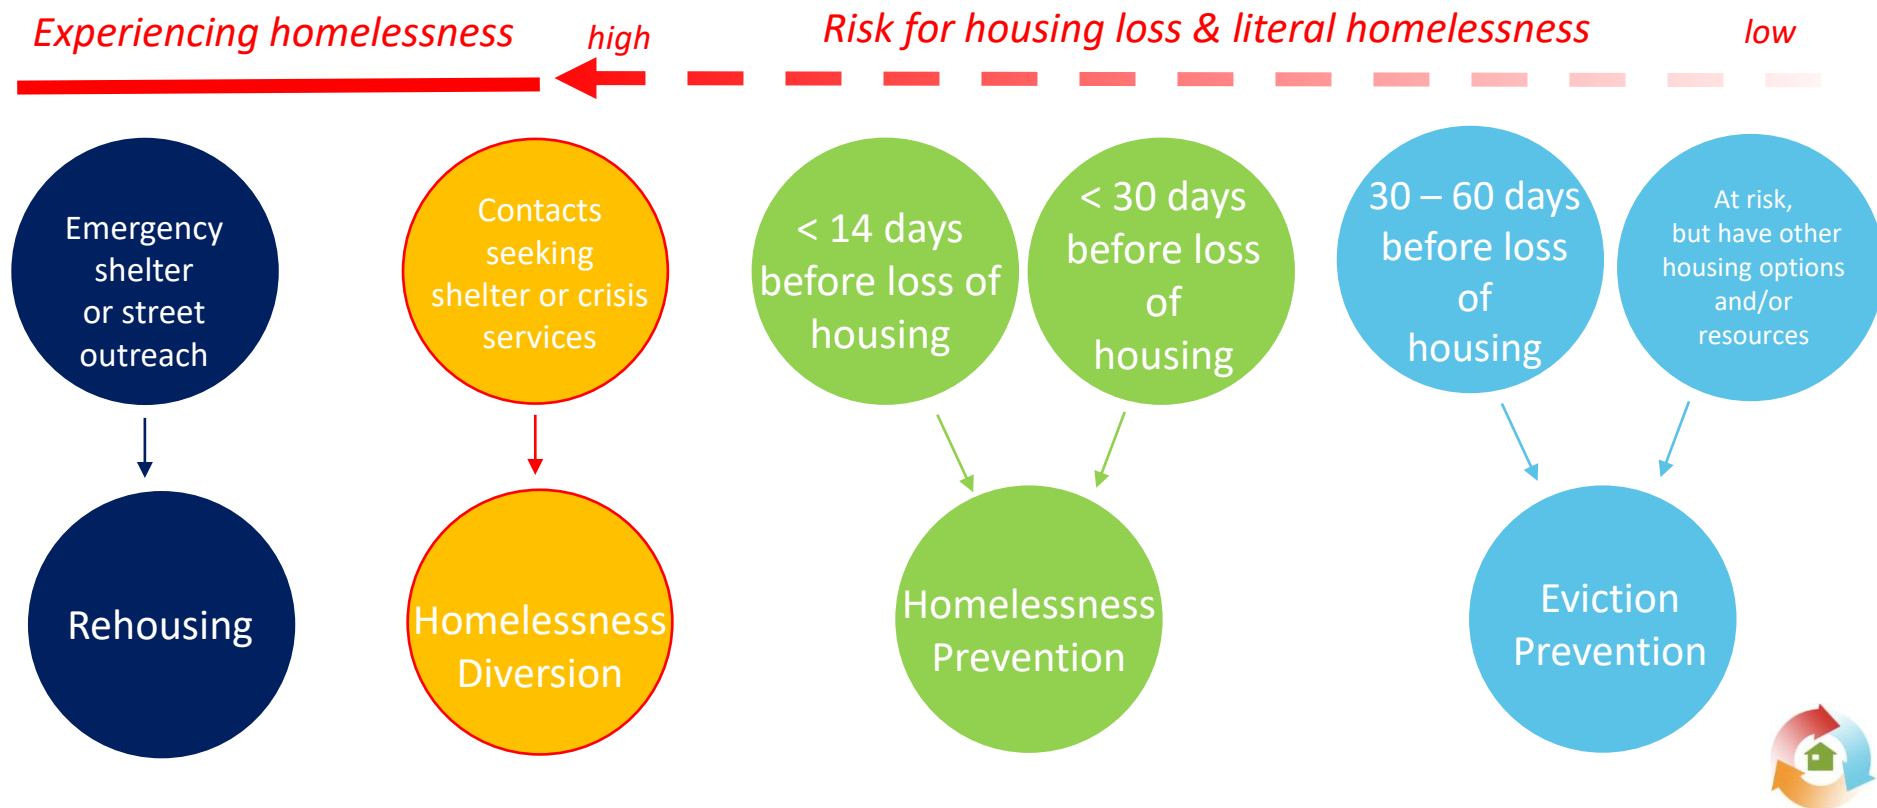 Experiencing homelessness
high
Risk for housing loss & literal homelessness
low
Emergency
shelter
or street
outreach
Contacts
seeking
shelter or crisis
services
< 14 days
before loss of
housing
< 30 days
before loss
of
housing
30 – 60 days
before loss
of
housing
At risk,
but have other
housing options
and/or
resources
Rehousing
Homelessness
Diversion
Homelessness
Prevention
Eviction
Prevention